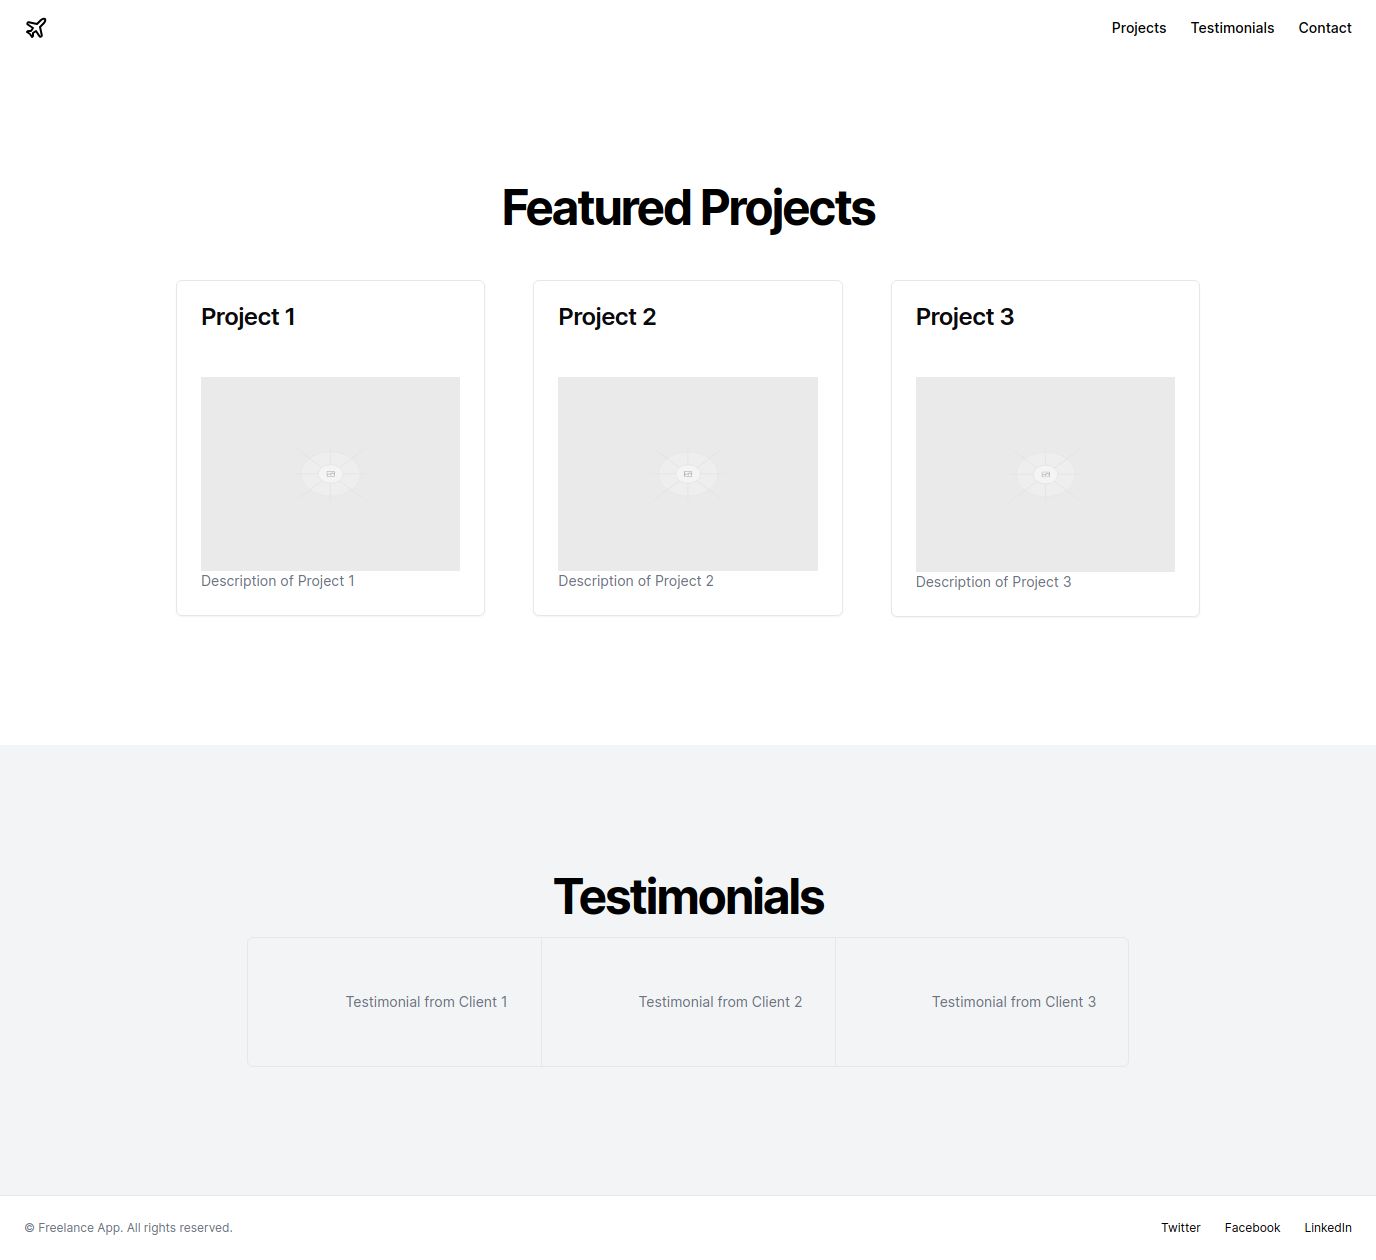 Projects Testimonials Contact
Featured Projects
Project 1
Description of Project 1
Project 2
Description of Project 2
Project 3
Description of Project 3
Testimonials
Testimonial from Client 1
Testimonial from Client 2
Testimonial from Client 3
© Freelance App. All rights reserved.
Twitter Facebook LinkedIn